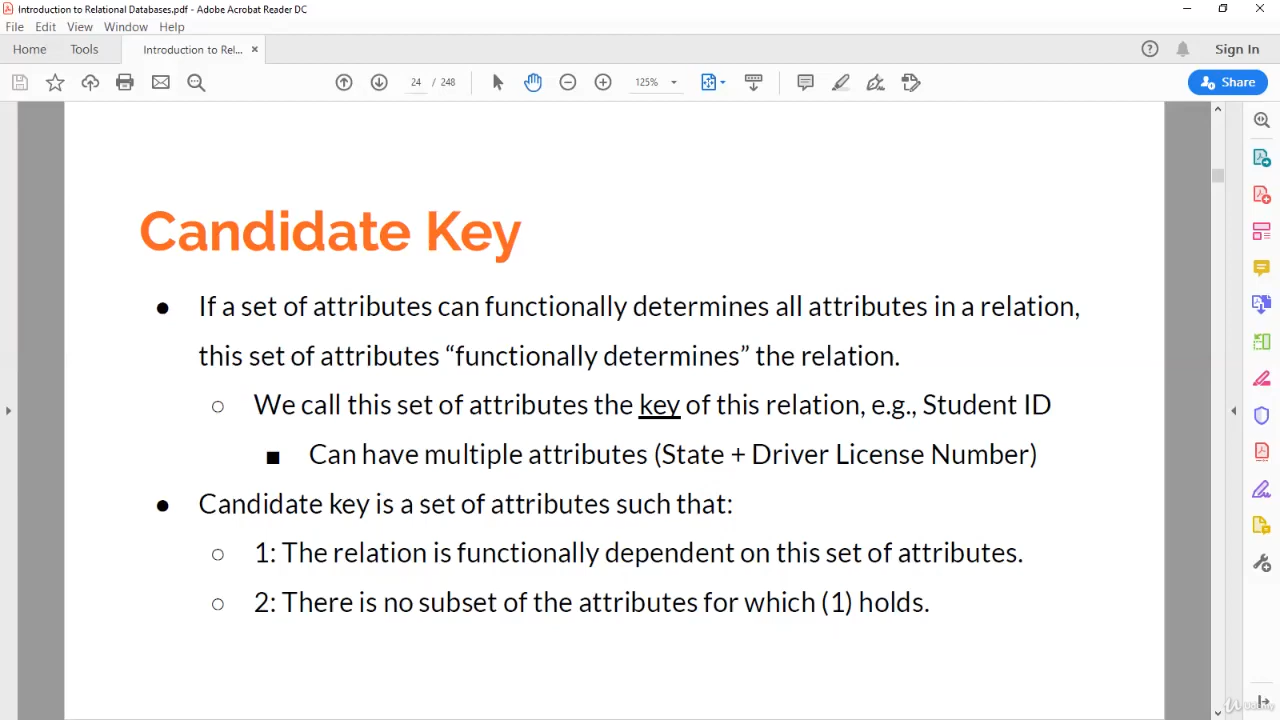 Introduction to Relational Databases.pdf - Adobe Acrobat Reader DC
File Edit View Window Help
Home Tools Introduction to Rel... × Sign In
24 / 248 125% Share
Candidate Key
● If a set of attributes can functionally determines all attributes in a relation,
this set of attributes “functionally determines” the relation.
○ We call this set of attributes the key of this relation, e.g., Student ID
■ Can have multiple attributes (State + Driver License Number)
● Candidate key is a set of attributes such that:
○ 1: The relation is functionally dependent on this set of attributes.
○ 2: There is no subset of the attributes for which (1) holds.
Udemy